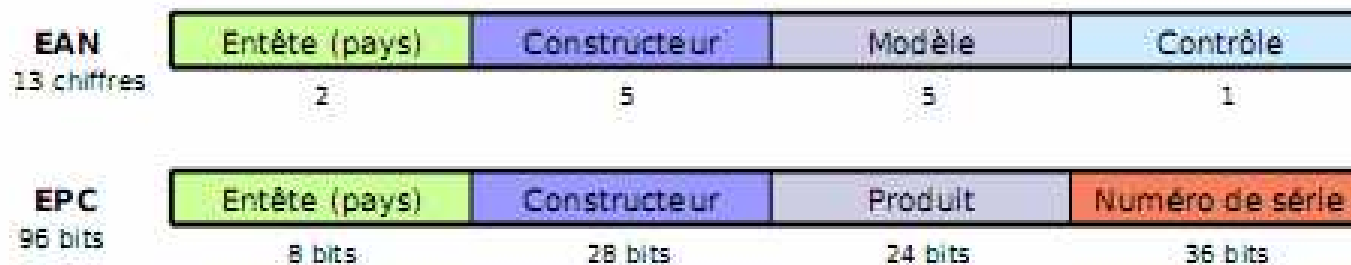 EAN
13 chiffres
Entête (pays) Constructeur Modèle Contrôle
2 5 5 1
EPC
96 bits
Entête (pays) Constructeur Produit Numéro de série
8 bits 28 bits 24 bits 36 bits